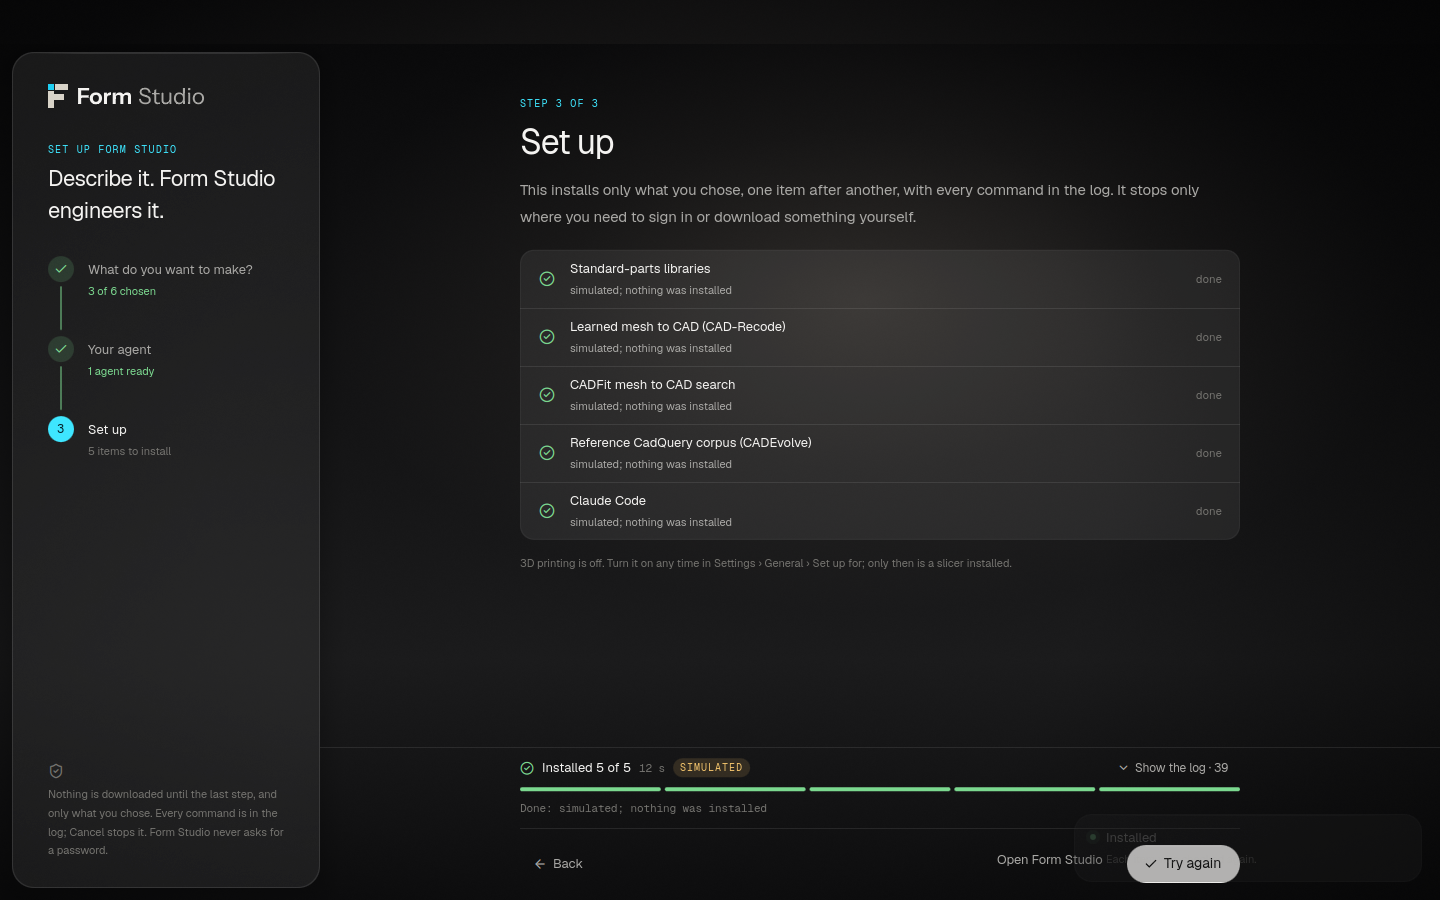 Form Studio
SET UP FORM STUDIO
Describe it. Form Studio
engineers it.
What do you want to make?
3 of 6 chosen
Your agent
1 agent ready
3
Set up
5 items to install
Nothing is downloaded until the last step, and
only what you chose. Every command is in the
log; Cancel stops it. Form Studio never asks for
a password.
STEP 3 OF 3
Set up
This installs only what you chose, one item after another, with every command in the log. It stops only
where you need to sign in or download something yourself.
Standard-parts libraries
simulated; nothing was installed
done
Learned mesh to CAD (CAD-Recode)
simulated; nothing was installed
done
CADFit mesh to CAD search
simulated; nothing was installed
done
Reference CadQuery corpus (CADEvolve)
simulated; nothing was installed
done
Claude Code
simulated; nothing was installed
done
3D printing is off. Turn it on any time in Settings › General › Set up for; only then is a slicer installed.
Installed 5 of 5 12 s SIMULATED
Show the log · 39
Done: simulated; nothing was installed
Installed
Back
Open Form Studio
Try again